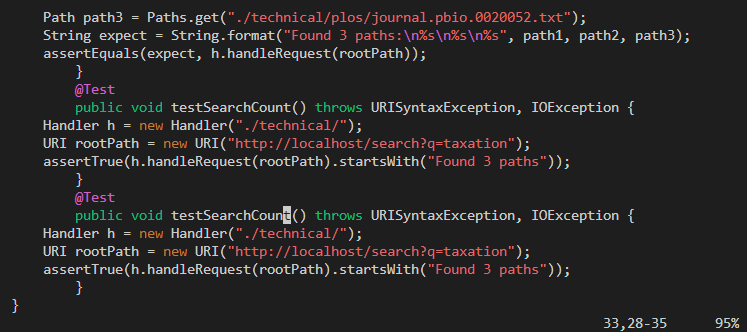 Path path3 = Paths.get("./technical/plos/journal.pbio.0020052.txt");
String expect = String.format("Found 3 paths:\n%s\n%s\n%s", path1, path2, path3);
assertEquals(expect, h.handleRequest(rootPath));
}
@Test
public void testSearchCount() throws URISyntaxException, IOException {
Handler h = new Handler("./technical/");
URI rootPath = new URI("http://localhost/search?q=taxation");
assertTrue(h.handleRequest(rootPath).startsWith("Found 3 paths"));
}
@Test
public void testSearchCount() throws URISyntaxException, IOException {
Handler h = new Handler("./technical/");
URI rootPath = new URI("http://localhost/search?q=taxation");
assertTrue(h.handleRequest(rootPath).startsWith("Found 3 paths"));
}
}
33,28-35 95%